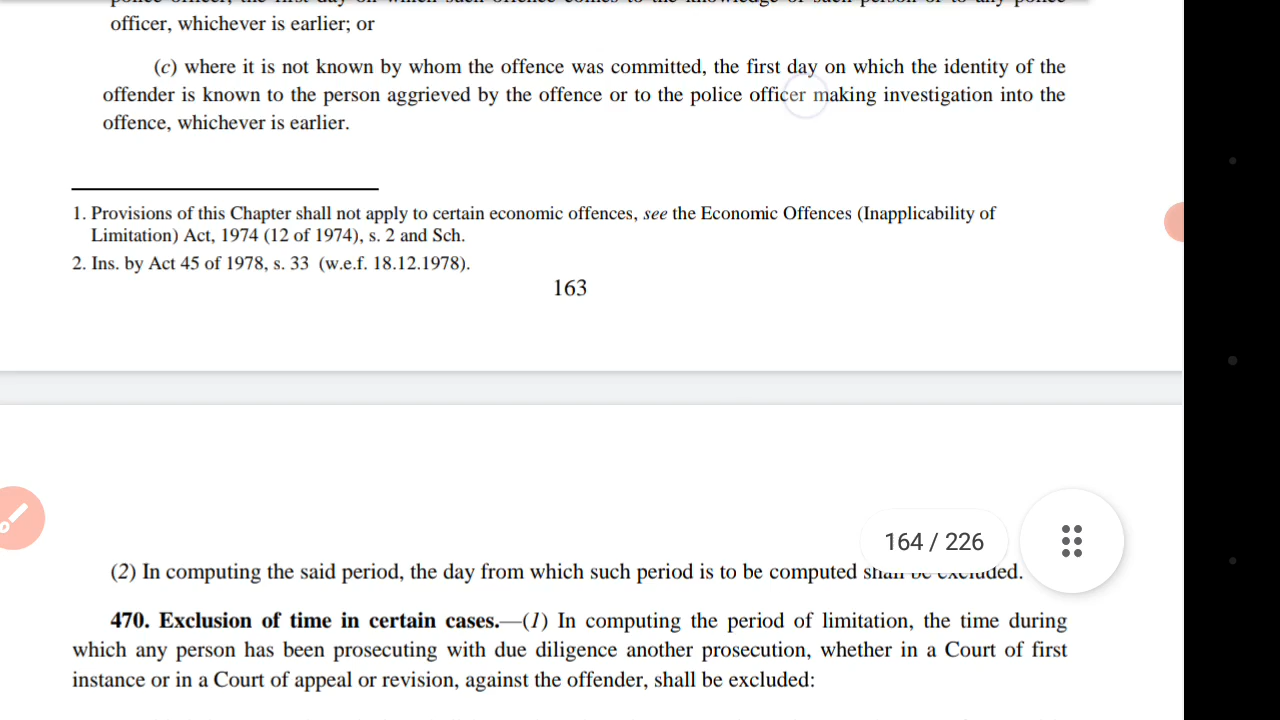 officer, whichever is earlier; or
(c) where it is not known by whom the offence was committed, the first day on which the identity of the
offender is known to the person aggrieved by the offence or to the police officer making investigation into the
offence, whichever is earlier.
1. Provisions of this Chapter shall not apply to certain economic offences, see the Economic Offences (Inapplicability of
Limitation) Act, 1974 (12 of 1974), s. 2 and Sch.
2. Ins. by Act 45 of 1978, s. 33 (w.e.f. 18.12.1978).
163
164 / 226
(2) In computing the said period, the day from which such period is to be computed shall be excluded.
470. Exclusion of time in certain cases.—(1) In computing the period of limitation, the time during
which any person has been prosecuting with due diligence another prosecution, whether in a Court of first
instance or in a Court of appeal or revision, against the offender, shall be excluded: